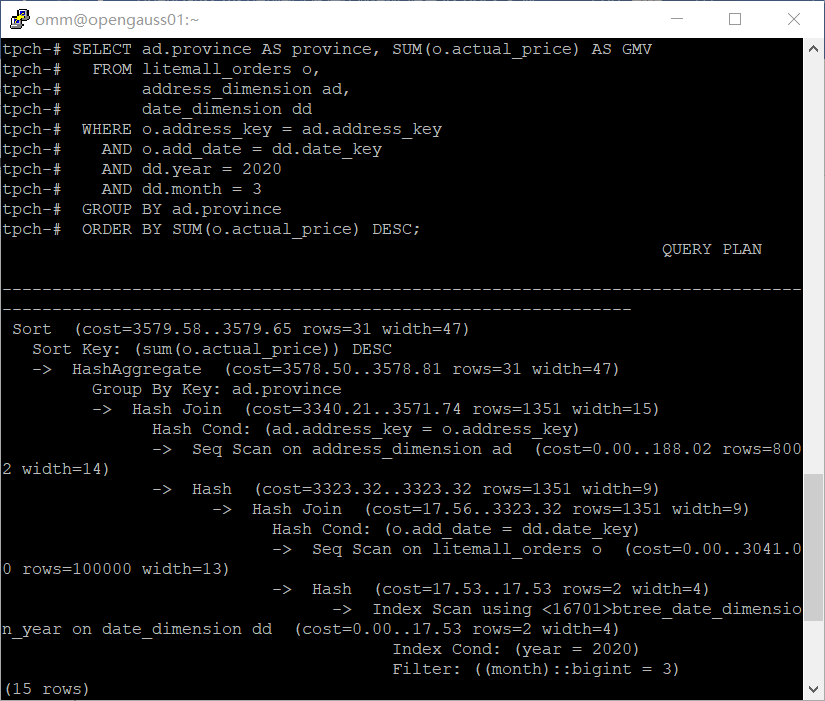 omm@opengauss01:~
tpch-# SELECT ad.province AS province, SUM(o.actual_price) AS GMV
tpch-#   FROM litemall_orders o,
tpch-#        address_dimension ad,
tpch-#        date_dimension dd
tpch-#  WHERE o.address_key = ad.address_key
tpch-#    AND o.add_date = dd.date_key
tpch-#    AND dd.year = 2020
tpch-#    AND dd.month = 3
tpch-#  GROUP BY ad.province
tpch-#  ORDER BY SUM(o.actual_price) DESC;
                                                                  QUERY PLAN
--------------------------------------------------------------------------------
---------------------------------------------------------------
 Sort  (cost=3579.58..3579.65 rows=31 width=47)
   Sort Key: (sum(o.actual_price)) DESC
   ->  HashAggregate  (cost=3578.50..3578.81 rows=31 width=47)
         Group By Key: ad.province
         ->  Hash Join  (cost=3340.21..3571.74 rows=1351 width=15)
               Hash Cond: (ad.address_key = o.address_key)
               ->  Seq Scan on address_dimension ad  (cost=0.00..188.02 rows=800
2 width=14)
               ->  Hash  (cost=3323.32..3323.32 rows=1351 width=9)
                     ->  Hash Join  (cost=17.56..3323.32 rows=1351 width=9)
                           Hash Cond: (o.add_date = dd.date_key)
                           ->  Seq Scan on litemall_orders o  (cost=0.00..3041.0
0 rows=100000 width=13)
                           ->  Hash  (cost=17.53..17.53 rows=2 width=4)
                                 ->  Index Scan using <16701>btree_date_dimensio
n_year on date_dimension dd  (cost=0.00..17.53 rows=2 width=4)
                                       Index Cond: (year = 2020)
                                       Filter: ((month)::bigint = 3)
(15 rows)